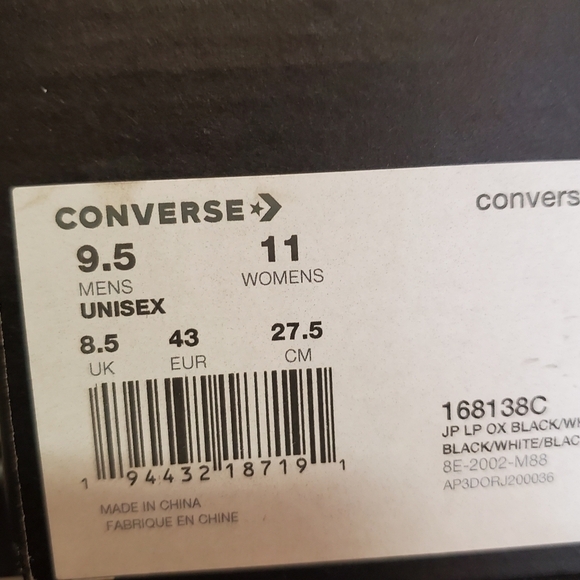 CONVERSE
convers
9.5 11
MENS WOMENS
UNISEX
8.5 43 27.5
UK EUR CM
1 94432 18719 1
MADE IN CHINA
FABRIQUE EN CHINE
168138C
JP LP OX BLACK/WH
BLACK/WHITE/BLAC
8E-2002-M88
AP3DORJ200036